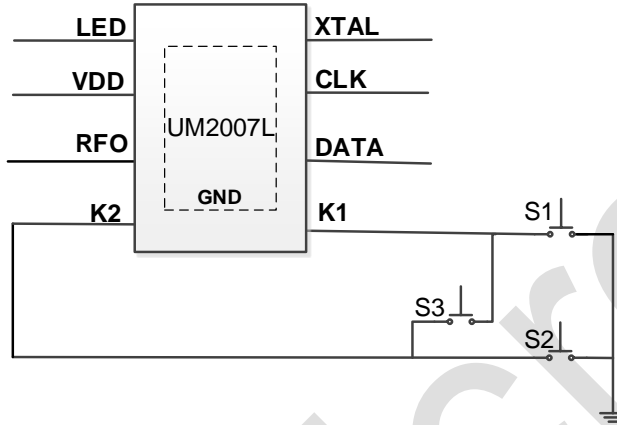 LED
XTAL
VDD
CLK
UM2007L
RFO
DATA
GND
K2
K1
S1
S3
S2